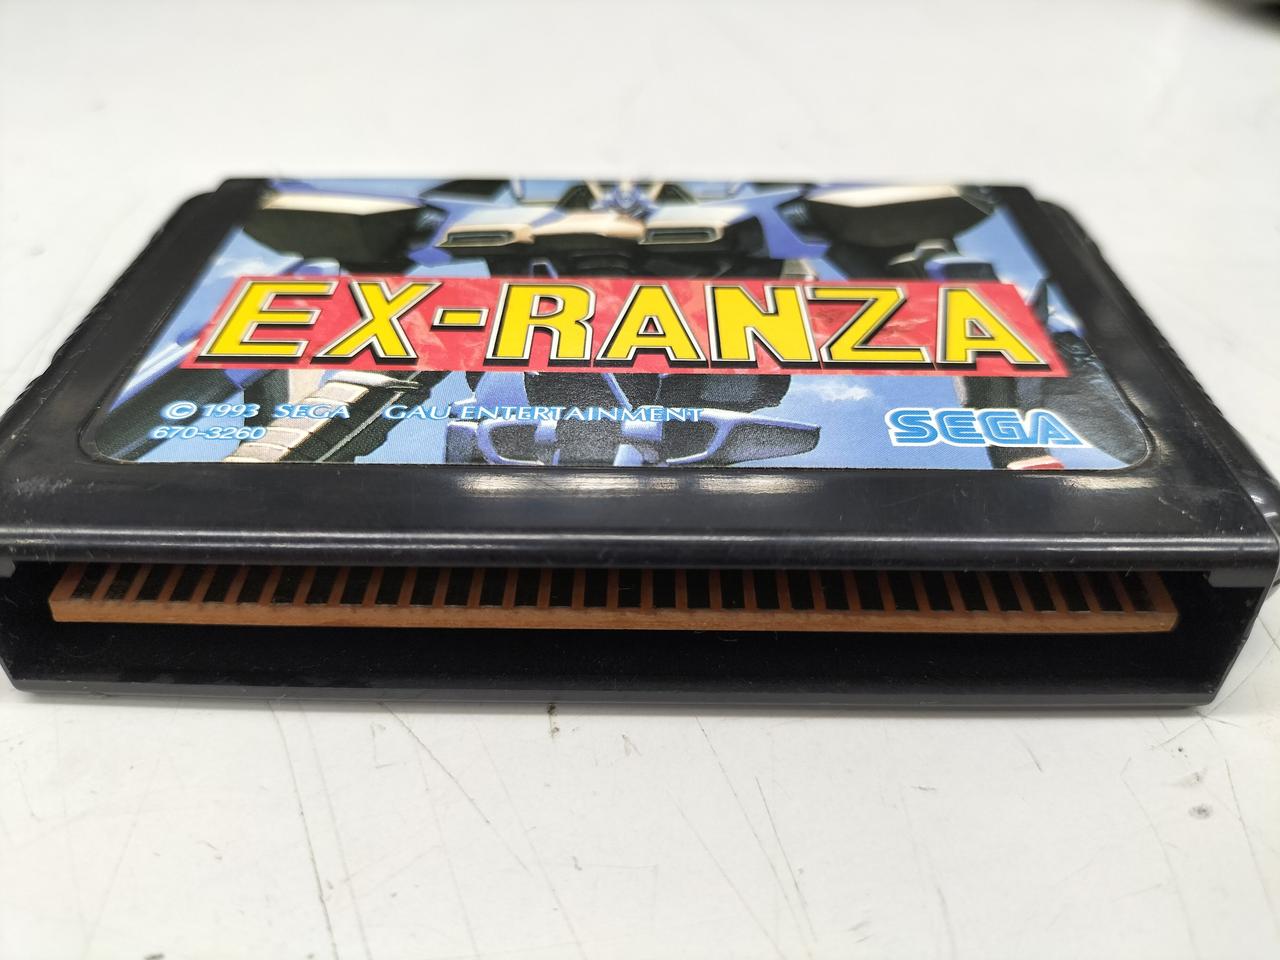 EX-RANZA
© 1993 SEGA GAU ENTERTAINMENT
670-3260
SEGA